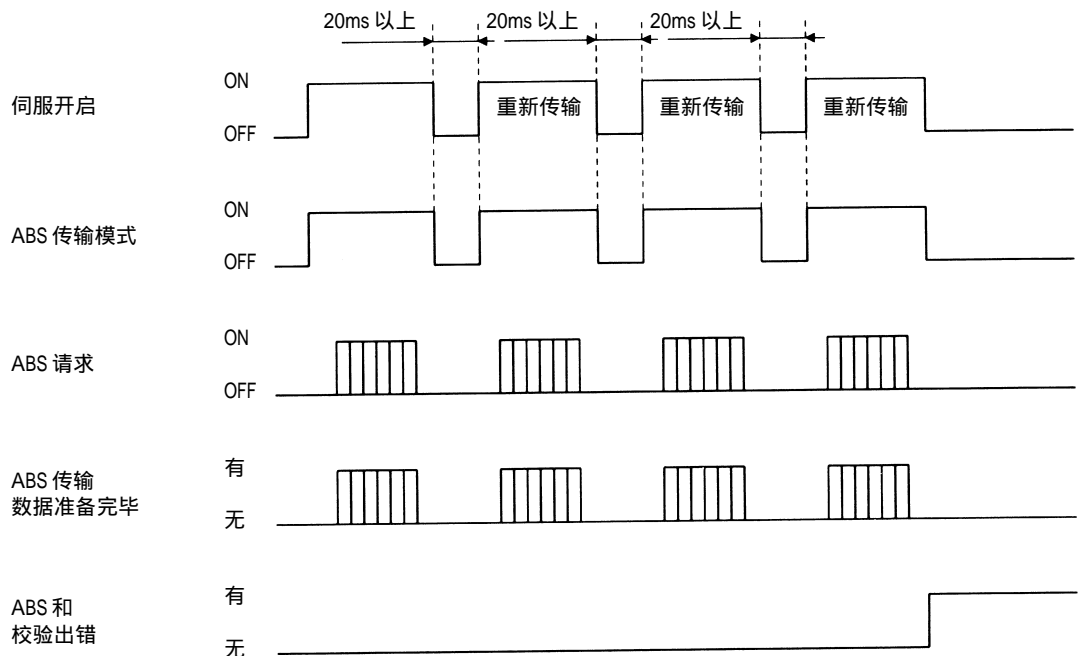 20ms 以上 20ms 以上 20ms 以上
伺服开启
ON
OFF
重新传输 重新传输 重新传输
ABS 传输模式
ON
OFF
ABS 请求
ON
OFF
ABS 传输
数据准备完毕
有
无
ABS 和
校验出错
有
无